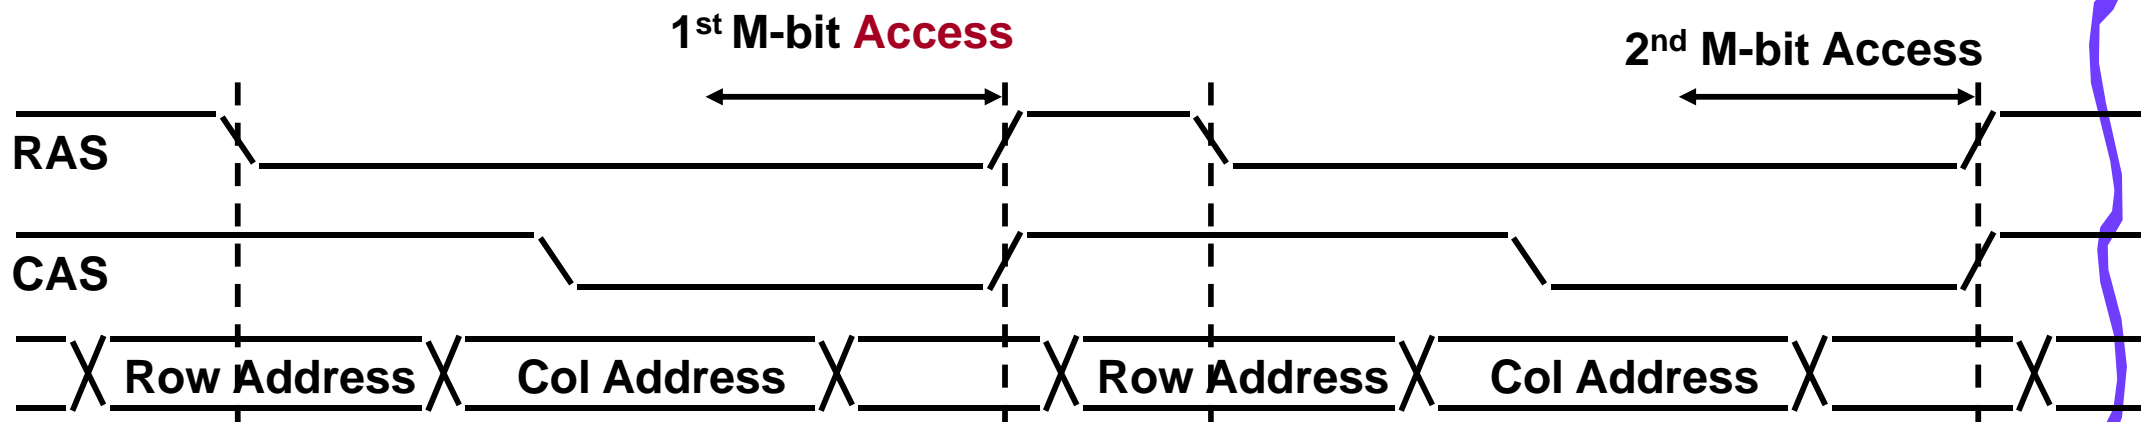 1st M-bit Access
2nd M-bit Access
RAS
CAS
Row Address Col Address Row Address Col Address